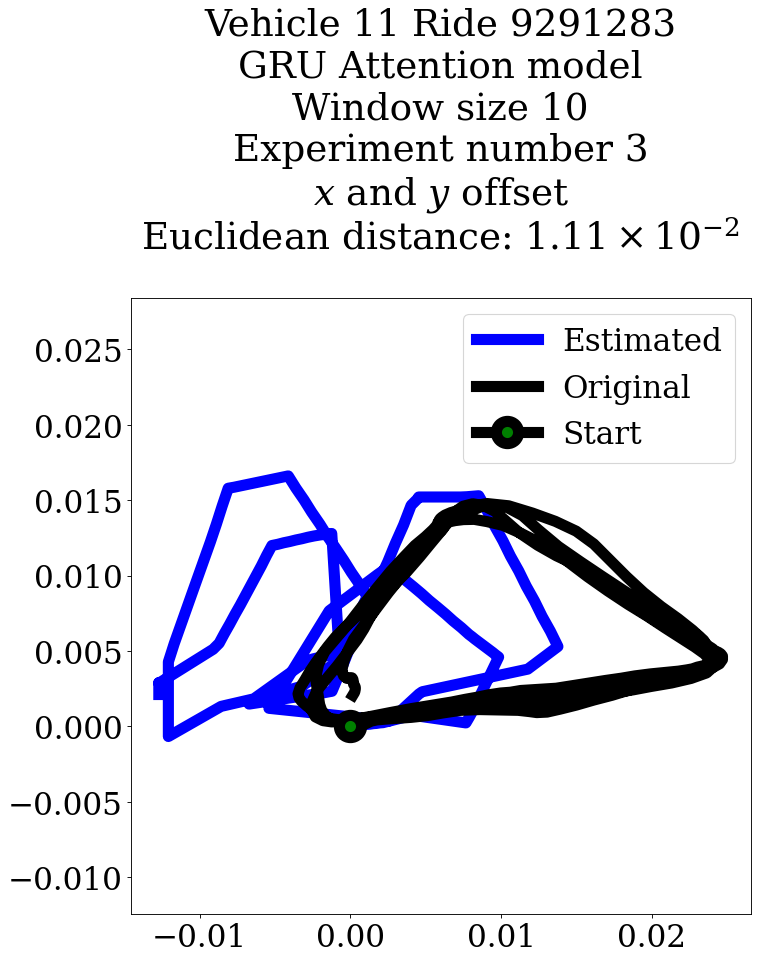 Vehicle 11 Ride 9291283
GRU Attention model
Window size 10
Experiment number 3
x and y offset
Euclidean distance: 1.11 × 10⁻²
Estimated
Original
Start
0.025
0.020
0.015
0.010
0.005
0.000
−0.005
−0.010
−0.01 0.00 0.01 0.02